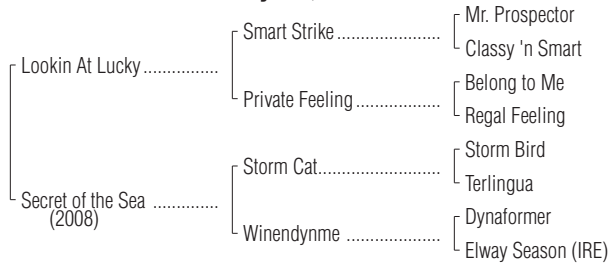 Mr. Prospector
Smart Strike ....................
Classy 'n Smart
Lookin At Lucky ...............
Belong to Me
Private Feeling .................
Regal Feeling
Storm Bird
Storm Cat........................
Terlingua
Secret of the Sea .............
(2008)
Dynaformer
Winendynme ...................
Elway Season (IRE)